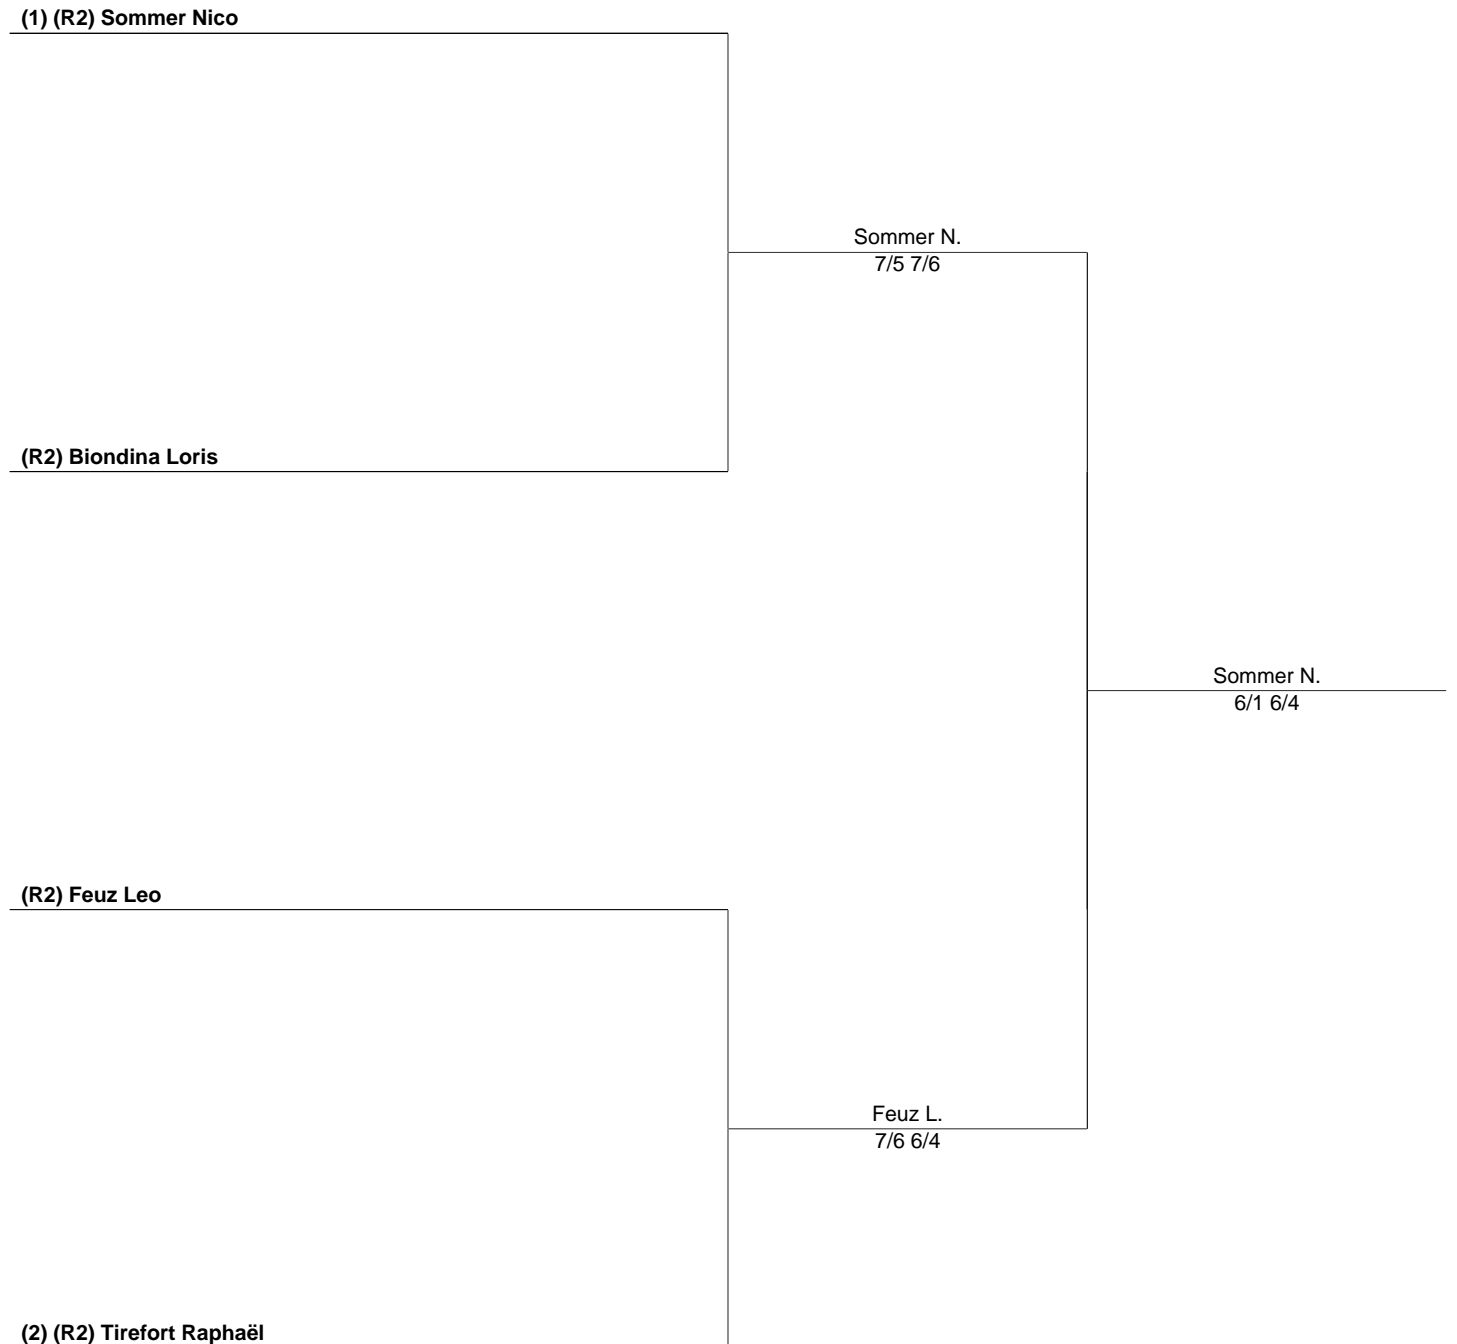 (1) (R2) Sommer Nico
Sommer N.
7/5 7/6
(R2) Biondina Loris
Sommer N.
6/1 6/4
(R2) Feuz Leo
Feuz L.
7/6 6/4
(2) (R2) Tirefort Raphaël